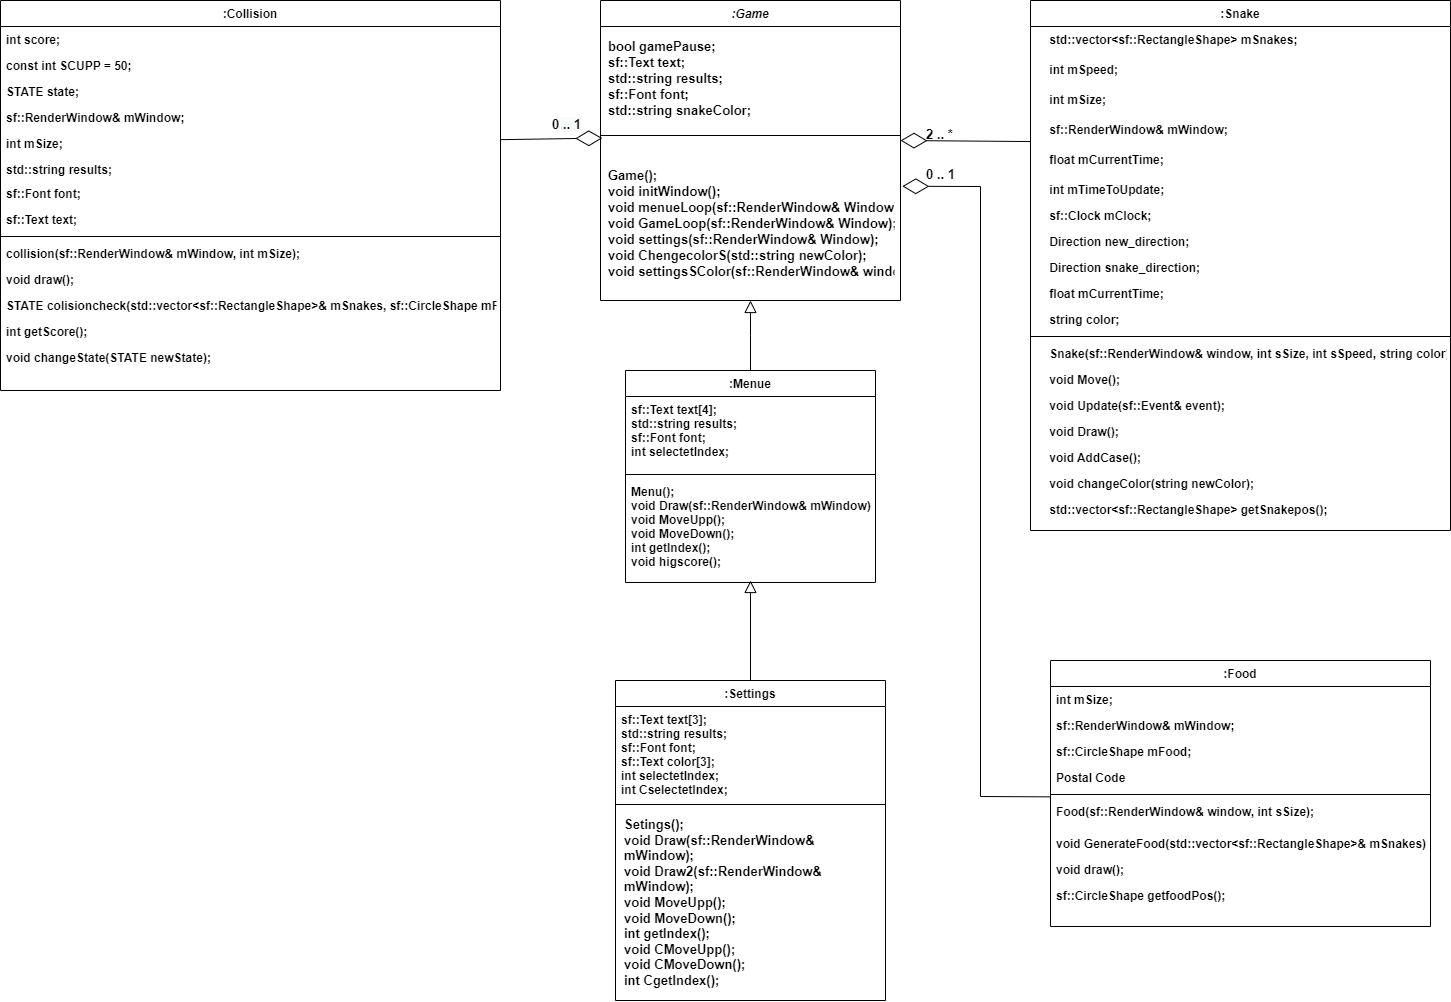 :Collision
int score;
const int SCUPP = 50;
STATE state;
sf::RenderWindow& mWindow;
int mSize;
std::string results;
sf::Font font;
sf::Text text;
collision(sf::RenderWindow& mWindow, int mSize);
void draw();
STATE colisioncheck(std::vector<sf::RectangleShape>& mSnakes, sf::CircleShape mF
int getScore();
void changeState(STATE newState);
0 .. 1
:Game
bool gamePause;
sf::Text text;
std::string results;
sf::Font font;
std::string snakeColor;
Game();
void initWindow();
void menueLoop(sf::RenderWindow& Window
void GameLoop(sf::RenderWindow& Window);
void settings(sf::RenderWindow& Window);
void ChengecolorS(std::string newColor);
void settingsSColor(sf::RenderWindow& wind
2 .. *
0 .. 1
:Snake
std::vector<sf::RectangleShape> mSnakes;
int mSpeed;
int mSize;
sf::RenderWindow& mWindow;
float mCurrentTime;
int mTimeToUpdate;
sf::Clock mClock;
Direction new_direction;
Direction snake_direction;
float mCurrentTime;
string color;
Snake(sf::RenderWindow& window, int sSize, int sSpeed, string color
void Move();
void Update(sf::Event& event);
void Draw();
void AddCase();
void changeColor(string newColor);
std::vector<sf::RectangleShape> getSnakepos();
:Menue
sf::Text text[4];
std::string results;
sf::Font font;
int selectetIndex;
Menu();
void Draw(sf::RenderWindow& mWindow)
void MoveUpp();
void MoveDown();
int getIndex();
void higscore();
:Settings
sf::Text text[3];
std::string results;
sf::Font font;
sf::Text color[3];
int selectetIndex;
int CselectetIndex;
Setings();
void Draw(sf::RenderWindow&
mWindow);
void Draw2(sf::RenderWindow&
mWindow);
void MoveUpp();
void MoveDown();
int getIndex();
void CMoveUpp();
void CMoveDown();
int CgetIndex();
:Food
int mSize;
sf::RenderWindow& mWindow;
sf::CircleShape mFood;
Postal Code
Food(sf::RenderWindow& window, int sSize);
void GenerateFood(std::vector<sf::RectangleShape>& mSnakes)
void draw();
sf::CircleShape getfoodPos();